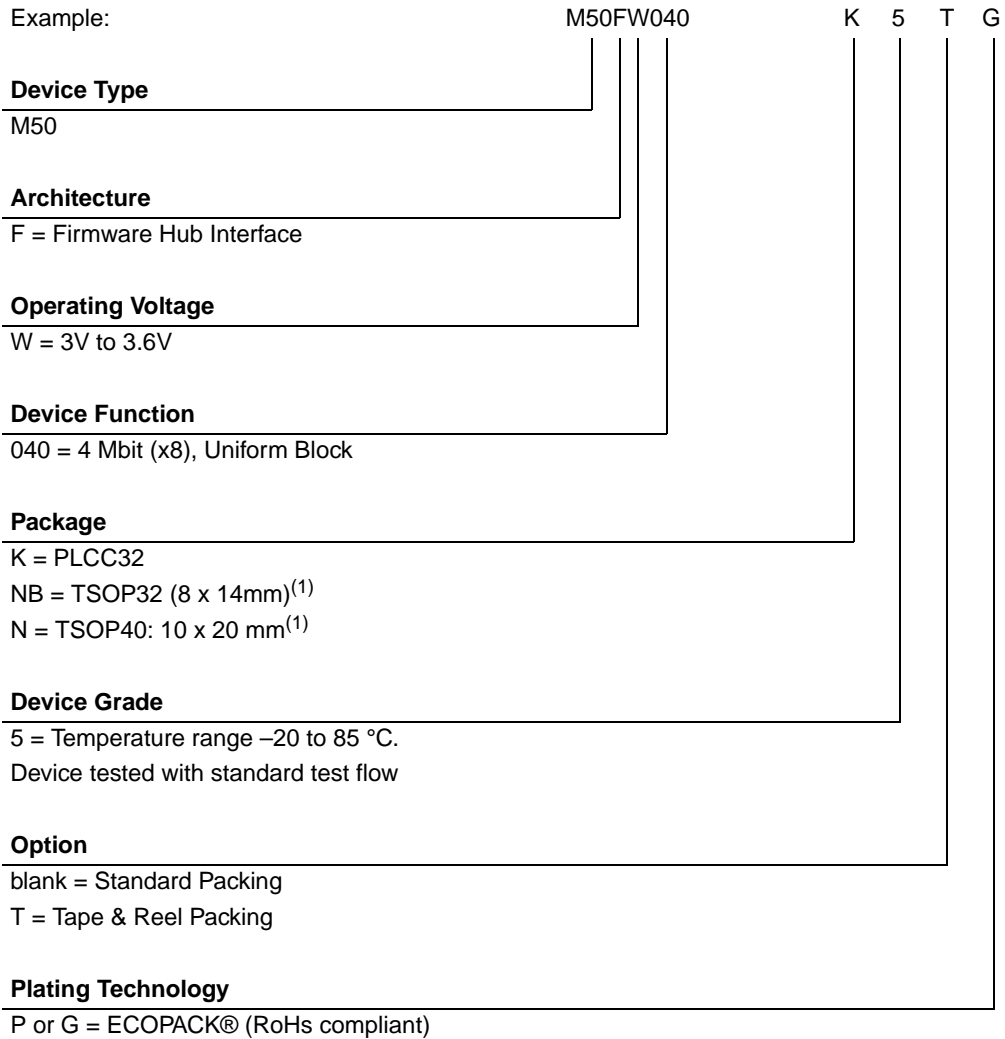 Example: M50FW040 K 5 T G
Device Type
M50
Architecture
F = Firmware Hub Interface
Operating Voltage
W = 3V to 3.6V
Device Function
040 = 4 Mbit (x8), Uniform Block
Package
K = PLCC32
NB = TSOP32 (8 x 14mm)(1)
N = TSOP40: 10 x 20 mm(1)
Device Grade
5 = Temperature range –20 to 85 °C.
Device tested with standard test flow
Option
blank = Standard Packing
T = Tape & Reel Packing
Plating Technology
P or G = ECOPACK® (RoHs compliant)